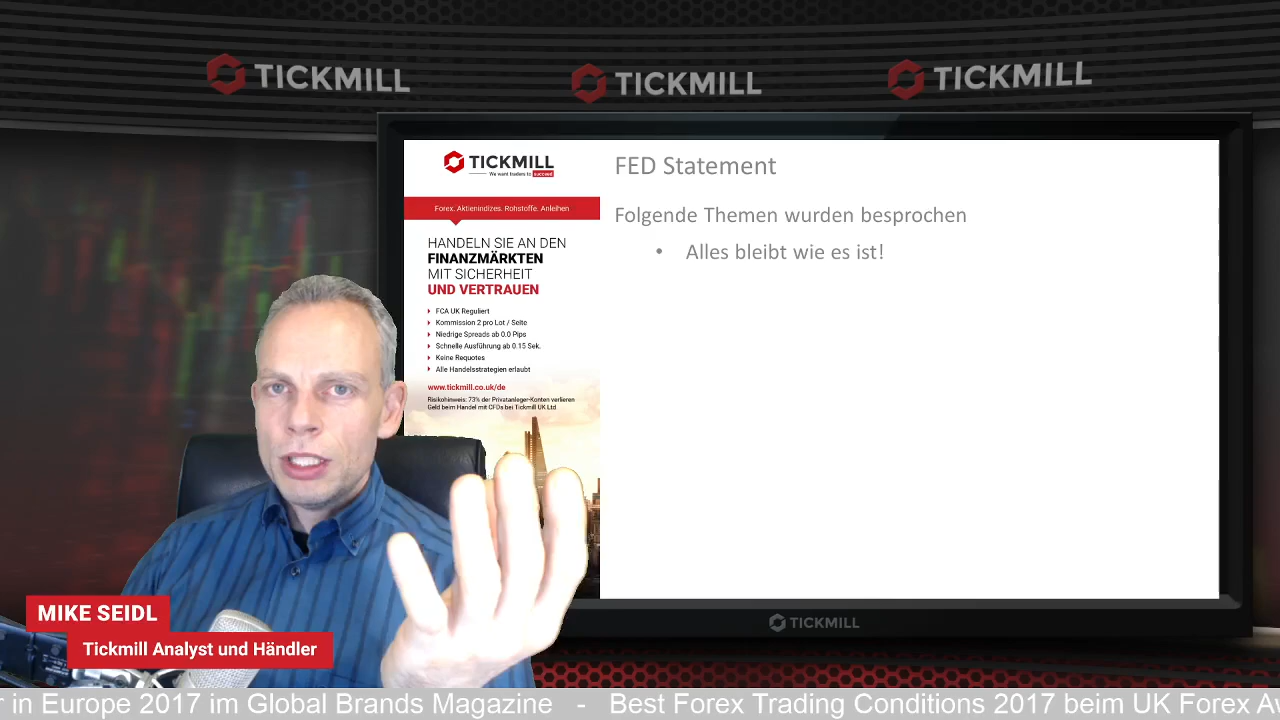 TICKMILL
TICKMILL
TICKMILL
TICKMILL
We want traders to succeed
Forex. Aktienindizes. Rohstoffe. Anleihen
HANDELN SIE AN DEN
FINANZMÄRKTEN
MIT SICHERHEIT
UND VERTRAUEN
FCA UK Reguliert
Kommission 2 pro Lot / Seite
Niedrige Spreads ab 0.0 Pips
Schnelle Ausführung ab 0.15 Sek.
Keine Requotes
Alle Handelsstrategien erlaubt
www.tickmill.co.uk/de
Risikohinweis: 73% der Privatanleger-Konten verlieren
Geld beim Handel mit CFDs bei Tickmill UK Ltd.
FED Statement
Folgende Themen wurden besprochen
• Alles bleibt wie es ist!
TICKMILL
MIKE SEIDL
Tickmill Analyst und Händler
r in Europe 2017 im Global Brands Magazine - Best Forex Trading Conditions 2017 beim UK Forex Aw